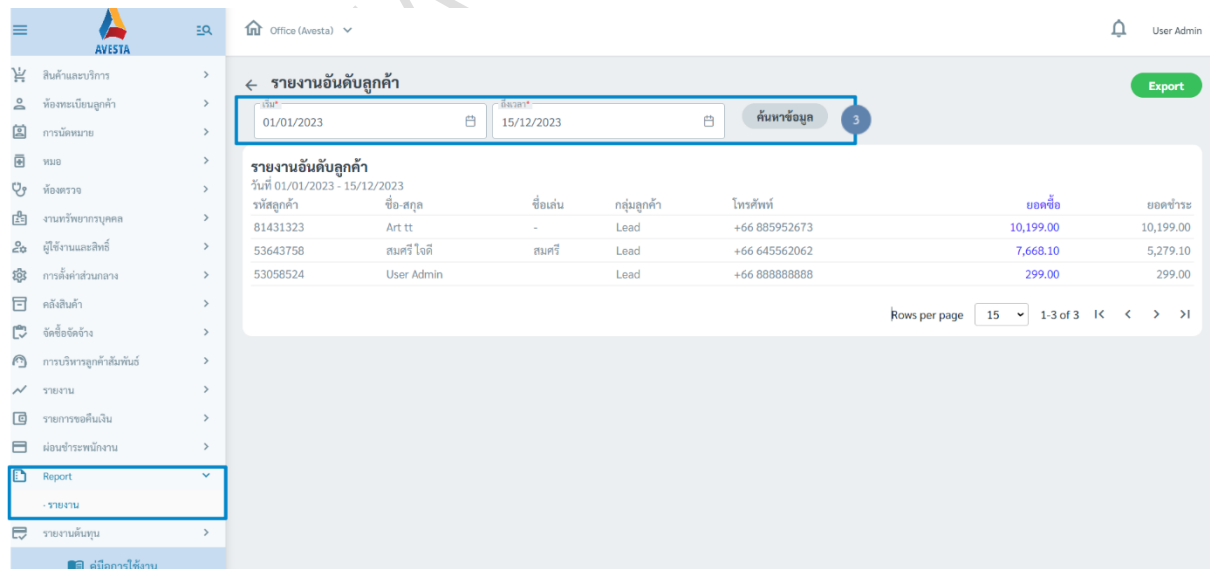 AVESTA
Office (Avesta)
User Admin
สินค้าและบริการ
ห้องทะเบียนลูกค้า
การนัดหมาย
หมอ
ห้องตรวจ
งานทรัพยากรบุคคล
ผู้ใช้งานและสิทธิ์
การตั้งค่าส่วนกลาง
คลังสินค้า
จัดซื้อจัดจ้าง
การบริหารลูกค้าสัมพันธ์
รายงาน
รายการขอคืนเงิน
ผ่อนชำระพนักงาน
Report
- รายงาน
รายงานต้นทุน
คู่มือการใช้งาน
รายงานอันดับลูกค้า
Export
เริ่ม* ถึงเวลา*
01/01/2023 15/12/2023 ค้นหาข้อมูล 3
รายงานอันดับลูกค้า
วันที่ 01/01/2023 - 15/12/2023
รหัสลูกค้า ชื่อ-สกุล ชื่อเล่น กลุ่มลูกค้า โทรศัพท์ ยอดซื้อ ยอดชำระ
81431323 Art tt - Lead +66 885952673 10,199.00 10,199.00
53643758 สมศรี ใจดี สมศรี Lead +66 645562062 7,668.10 5,279.10
53058524 User Admin Lead +66 888888888 299.00 299.00
Rows per page 15 1-3 of 3